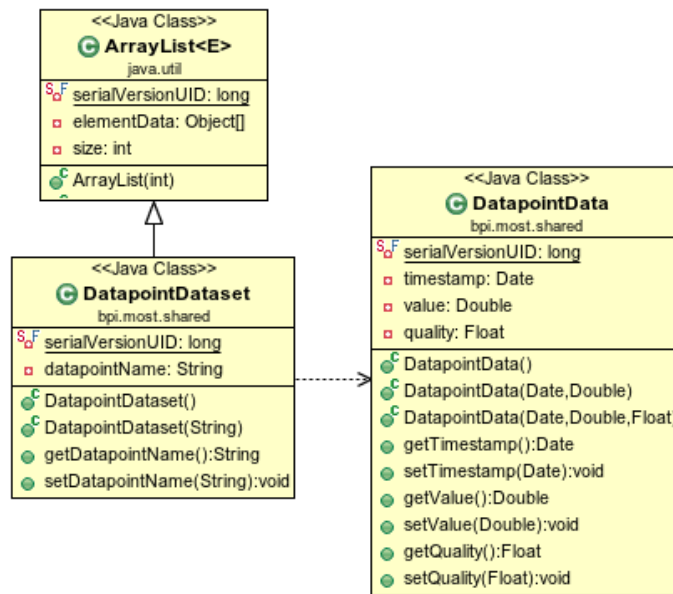 <<Java Class>>
ArrayList<E>
java.util
serialVersionUID: long
elementData: Object[]
size: int
ArrayList(int)
<<Java Class>>
DatapointDataset
bpi.most.shared
serialVersionUID: long
datapointName: String
DatapointDataset()
DatapointDataset(String)
getDatapointName():String
setDatapointName(String):void
<<Java Class>>
DatapointData
bpi.most.shared
serialVersionUID: long
timestamp: Date
value: Double
quality: Float
DatapointData()
DatapointData(Date,Double)
DatapointData(Date,Double,Float)
getTimestamp():Date
setTimestamp(Date):void
getValue():Double
setValue(Double):void
getQuality():Float
setQuality(Float):void